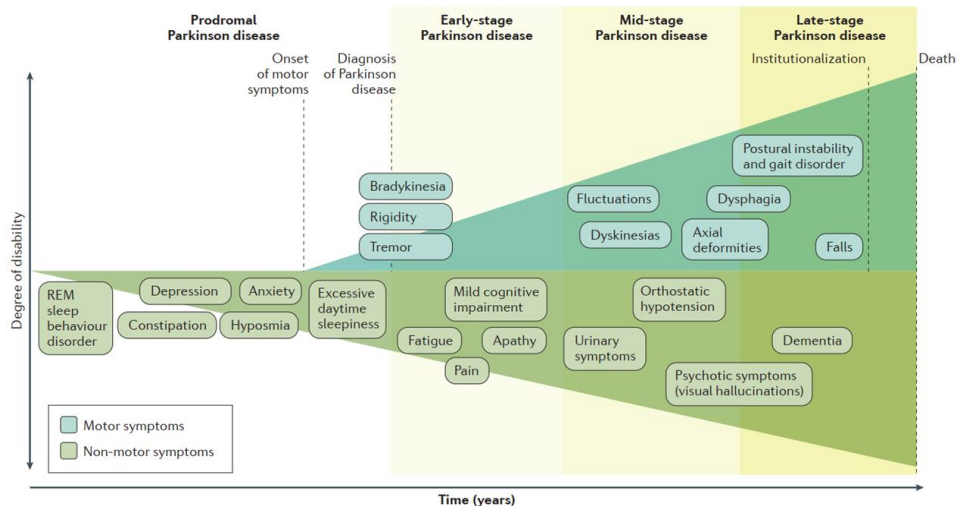 Prodromal
Parkinson disease
Early-stage
Parkinson disease
Mid-stage
Parkinson disease
Late-stage
Parkinson disease
Onset
of motor
symptoms
Diagnosis
of Parkinson
disease
Institutionalization
Death
Degree of disability
Postural instability
and gait disorder
Bradykinesia
Rigidity
Tremor
Fluctuations
Dysphagia
Dyskinesias
Axial
deformities
Falls
REM
sleep
behaviour
disorder
Depression
Anxiety
Constipation
Hyposmia
Excessive
daytime
sleepiness
Mild cognitive
impairment
Fatigue
Apathy
Pain
Orthostatic
hypotension
Urinary
symptoms
Dementia
Psychotic symptoms
(visual hallucinations)
Motor symptoms
Non-motor symptoms
Time (years)